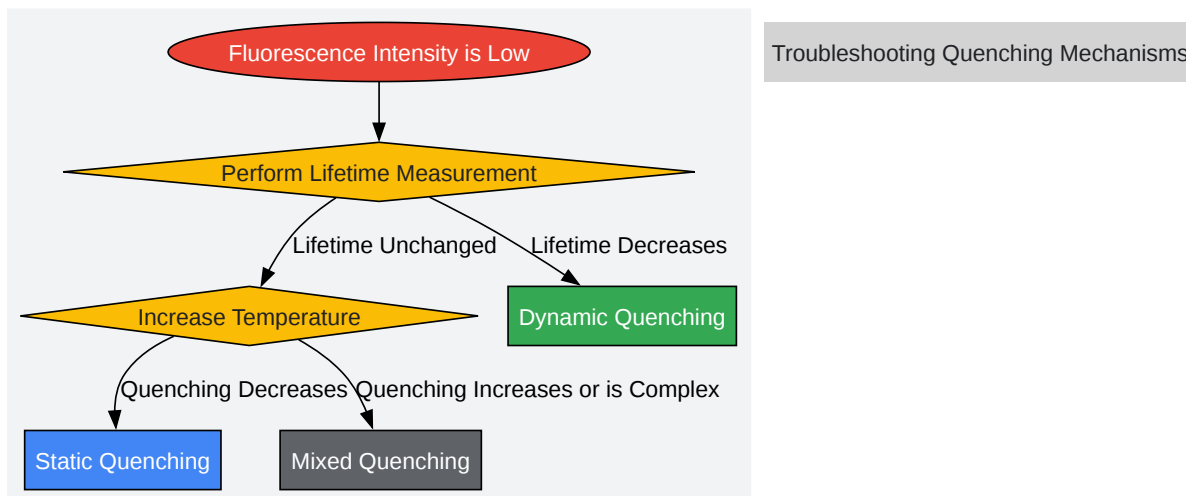 Fluorescence Intensity is Low
Troubleshooting Quenching Mechanisms
Perform Lifetime Measurement
Lifetime Unchanged
Lifetime Decreases
Increase Temperature
Dynamic Quenching
Quenching Decreases
Quenching Increases or is Complex
Static Quenching
Mixed Quenching